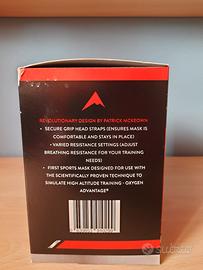 REVOLUTIONARY DESIGN BY PATRICK MCKEOWN
• SECURE GRIP HEAD STRAPS (ENSURES MASK IS
COMFORTABLE AND STAYS IN PLACE)
• VARIED RESISTANCE SETTINGS (ADJUST
BREATHING RESISTANCE FOR YOUR TRAINING
NEEDS)
• FIRST SPORTS MASK DESIGNED FOR USE WITH
THE SCIENTIFICALLY PROVEN TECHNIQUE TO
SIMULATE HIGH ALTITUDE TRAINING - OXYGEN
ADVANTAGE®
SUBITO